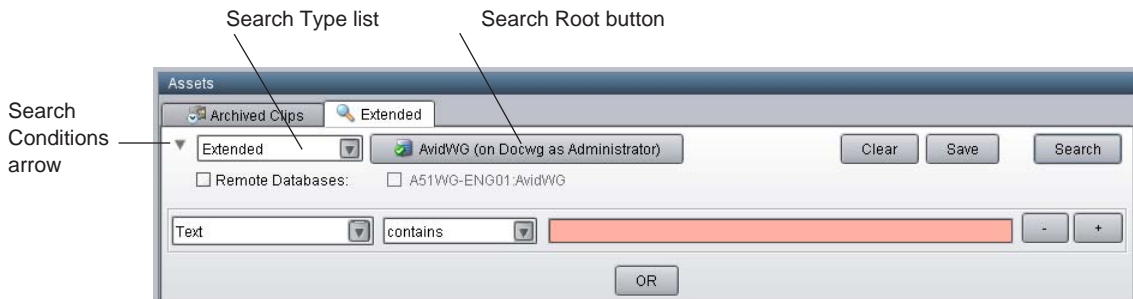 Search Type list
Search Root button
Search
Conditions
arrow
Assets
Archived Clips
Extended
Extended
AvidWG (on Docwg as Administrator)
Clear
Save
Search
Remote Databases:
A51WG-ENG01:AvidWG
Text
contains
-
+
OR